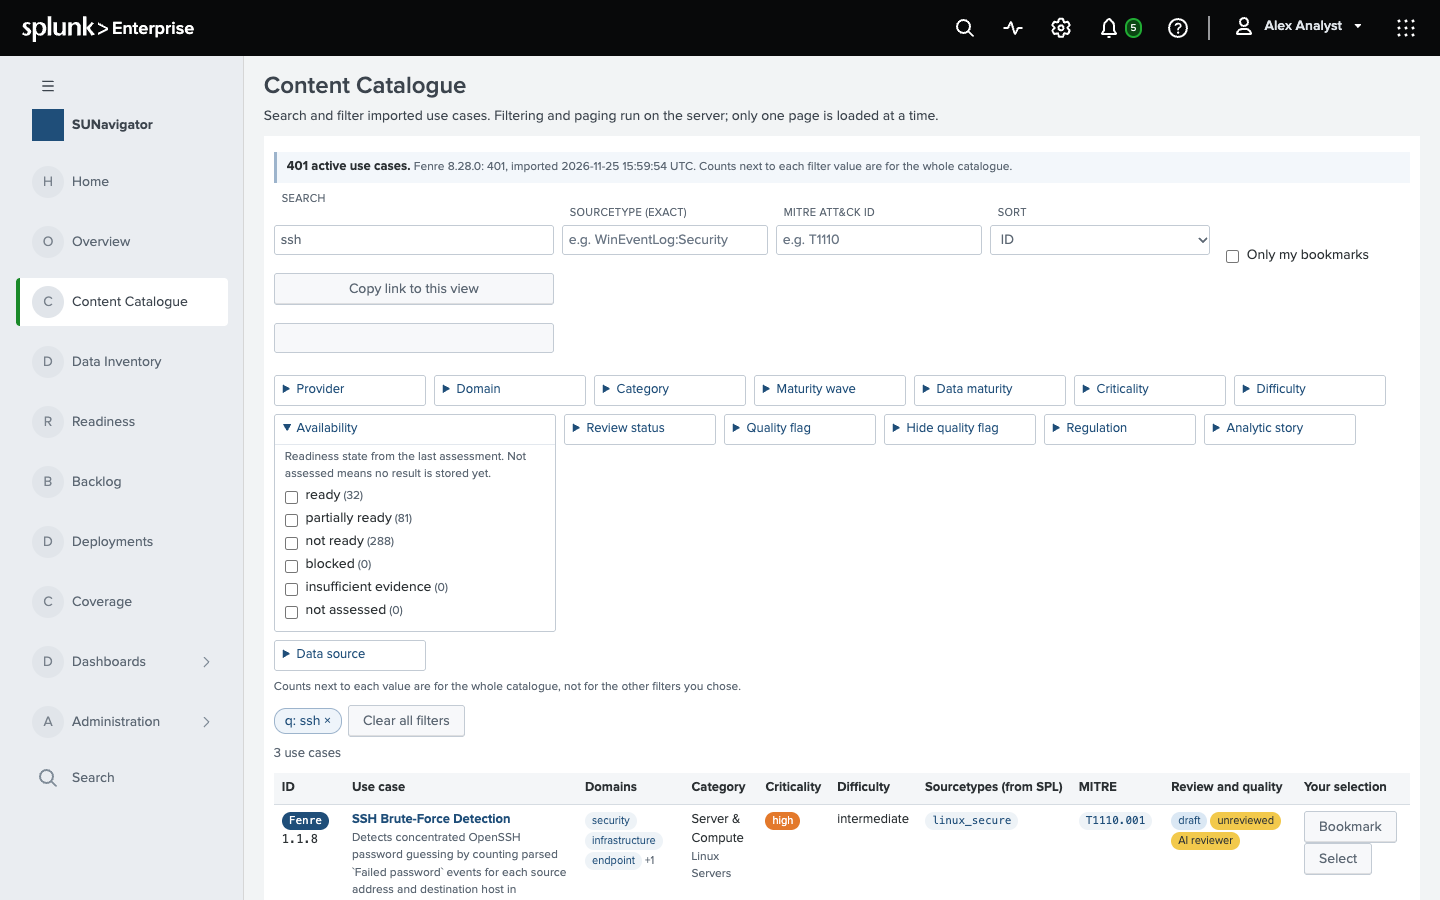 splunk>Enterprise
5
Alex Analyst
SUNavigator
H Home
O Overview
C Content Catalogue
D Data Inventory
R Readiness
B Backlog
D Deployments
C Coverage
D Dashboards
A Administration
Search
Content Catalogue
Search and filter imported use cases. Filtering and paging run on the server; only one page is loaded at a time.
401 active use cases. Fenre 8.28.0: 401, imported 2026-11-25 15:59:54 UTC. Counts next to each filter value are for the whole catalogue.
SEARCH
SOURCETYPE (EXACT) MITRE ATT&CK ID SORT
ssh e.g. WinEventLog:Security e.g. T1110 ID
Only my bookmarks
Copy link to this view
Provider Domain Category Maturity wave Data maturity Criticality Difficulty
Availability Review status Quality flag Hide quality flag Regulation Analytic story
Readiness state from the last assessment. Not
assessed means no result is stored yet.
ready (32)
partially ready (81)
not ready (288)
blocked (0)
insufficient evidence (0)
not assessed (0)
Data source
Counts next to each value are for the whole catalogue, not for the other filters you chose.
q: ssh × Clear all filters
3 use cases
ID Use case Domains Category Criticality Difficulty Sourcetypes (from SPL) MITRE Review and quality Your selection
Fenre
1.1.8
SSH Brute-Force Detection
Detects concentrated OpenSSH
password guessing by counting parsed
`Failed password` events for each source
address and destination host in
security
infrastructure
endpoint +1
Server &
Compute
Linux
Servers
high
intermediate
linux_secure
T1110.001
draft unreviewed
AI reviewer
Bookmark
Select